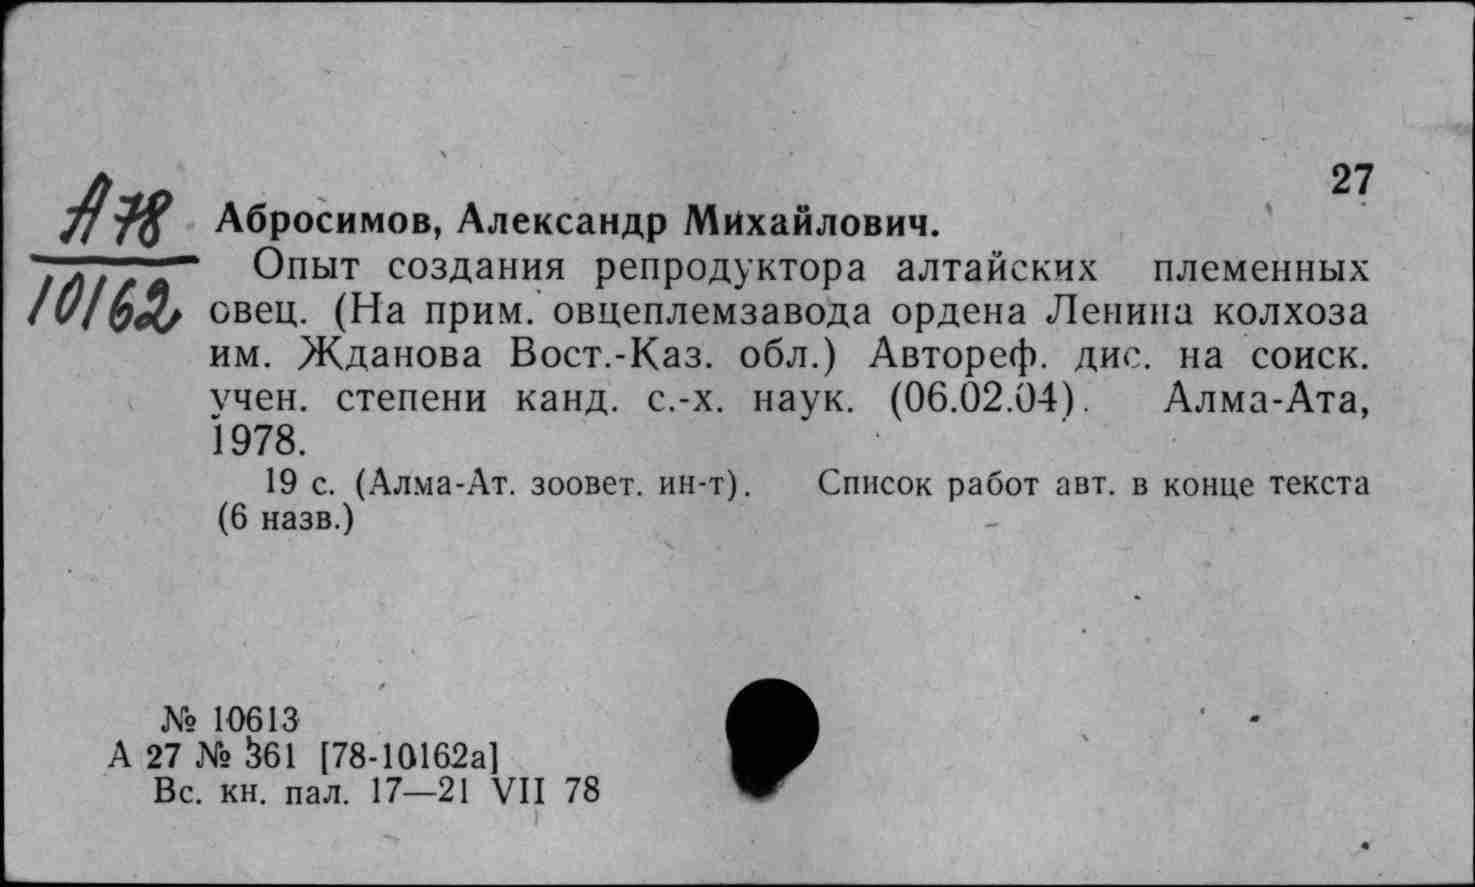 27
А78
10162
Абросимов, Александр Михайлович.
Опыт создания репродуктора алтайских племенных
овец. (На прим. овцеплемзавода ордена Ленина колхоза
им. Жданова Вост.-Каз. обл.) Автореф. дис. на соиск.
учен. степени канд. с.-х. наук. (06.02.04). Алма-Ата,
1978.
19 с. (Алма-Ат. зоовет. ин-т). Список работ авт. в конце текста
(6 назв.)
№ 10613
А 27 № 361 [78-10162а]
Вс. кн. пал. 17—21 VII 78